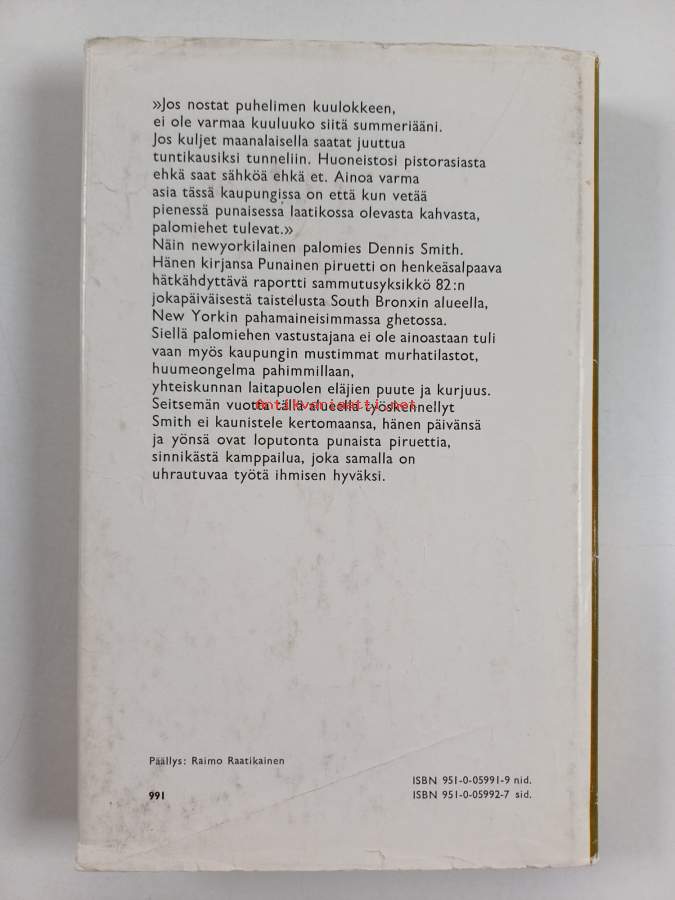 »Jos nostat puhelimen kuulokkeen,
ei ole varmaa kuuluuko siitä summeriääni.
Jos kuljet maanalaisella saatat juuttua
tuntikausiksi tunneliin. Huoneistosi pistorasiasta
ehkä saat sähköä ehkä et. Ainoa varma
asia tässä kaupungissa on että kun vetää
pienessä punaisessa laatikossa olevasta kahvasta,
palomiehet tulevat.»
Näin newyorkilainen palomies Dennis Smith.
Hänen kirjansa Punainen piruetti on henkeäsalpaava
hätkähdyttävä raportti sammutusyksikkö 82:n
jokapäiväisestä taistelusta South Bronxin alueella,
New Yorkin pahamaineisimmassa ghetossa.
Siellä palomiehen vastustajana ei ole ainoastaan tuli
vaan myös kaupungin mustimmat murhatilastot,
huumeongelma pahimmillaan,
yhteiskunnan laitapuolen eläjien puute ja kurjuus.
Seitsemän vuotta tällä alueella työskennellyt
Antikvariaatti.net
Smith ei kaunistele kertomaansa, hänen päivänsä
ja yönsä ovat loputonta punaista piruettia,
sinnikästä kamppailua, joka samalla on
uhrautuvaa työtä ihmisen hyväksi.
Päällys: Raimo Raatikainen
ISBN 951-0-05991-9 nid.
991
ISBN 951-0-05992-7 sid.